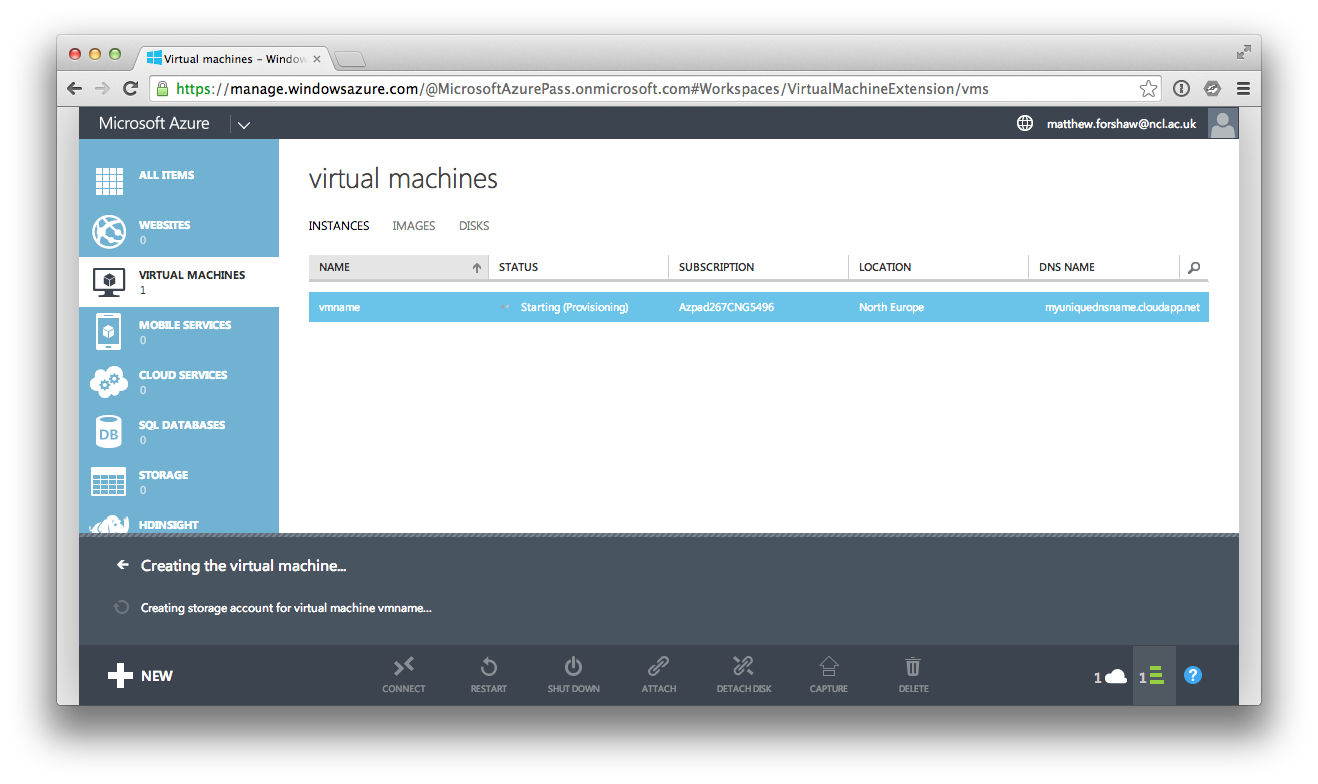 Virtual machines – Window
https://manage.windowsazure.com/@MicrosoftAzurePass.onmicrosoft.com#Workspaces/VirtualMachineExtension/vms
Microsoft Azure
matthew.forshaw@ncl.ac.uk
ALL ITEMS
WEBSITES
0
VIRTUAL MACHINES
1
MOBILE SERVICES
0
CLOUD SERVICES
0
DB
SQL DATABASES
0
STORAGE
0
HDINSIGHT
virtual machines
INSTANCES IMAGES DISKS
NAME STATUS SUBSCRIPTION LOCATION DNS NAME
vmname Starting (Provisioning) Azpad267CNG5496 North Europe myuniquednsname.cloudapp.net
Creating the virtual machine...
Creating storage account for virtual machine vmname...
NEW
CONNECT RESTART SHUT DOWN ATTACH DETACH DISK CAPTURE DELETE
1 1 ?